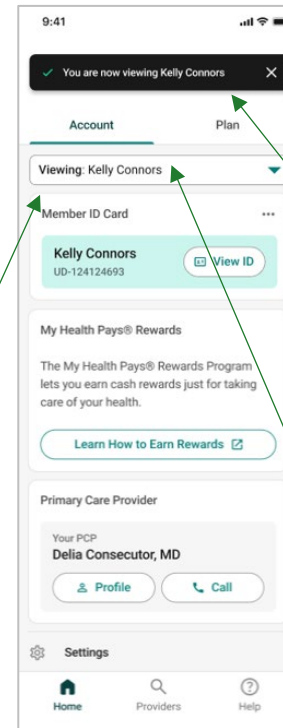 9:41
You are now viewing Kelly Connors
Account
Plan
Viewing: Kelly Connors
Member ID Card
Kelly Connors
UD-124124693
View ID
My Health Pays® Rewards
The My Health Pays® Rewards Program
lets you earn cash rewards just for taking
care of your health.
Learn How to Earn Rewards
Primary Care Provider
Your PCP
Delia Consecutor, MD
Profile
Call
Settings
Home
Providers
Help